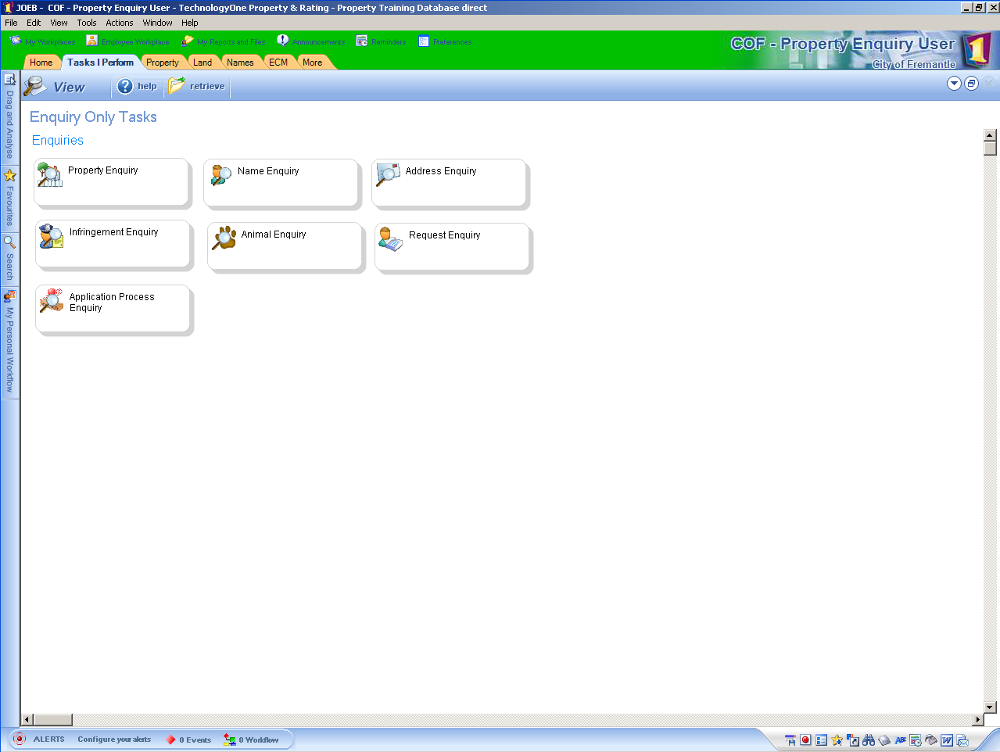 JOEB - COF - Property Enquiry User - TechnologyOne Property & Rating - Property Training Database direct
File Edit View Tools Actions Window Help
My Workplaces Employee Workplace My Reports and Files Announcements Reminders Preferences
COF - Property Enquiry User
City of Fremantle
Home Tasks I Perform Property Land Names ECM More
View help retrieve
Drag and Analyse
Favourites
Search
My Personal Workflow
Enquiry Only Tasks
Enquiries
Property Enquiry
Name Enquiry
Address Enquiry
Infringement Enquiry
Animal Enquiry
Request Enquiry
Application Process
Enquiry
ALERTS Configure your alerts 0 Events 0 Workflow